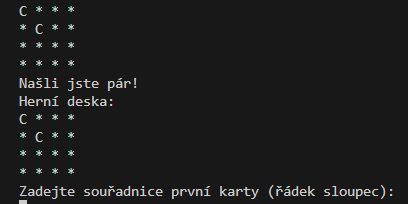 C * * *
* C * *
* * * *
* * * *
Našli jste pár!
Herní deska:
C * * *
* C * *
* * * *
* * * *
Zadejte souřadnice první karty (řádek sloupec):